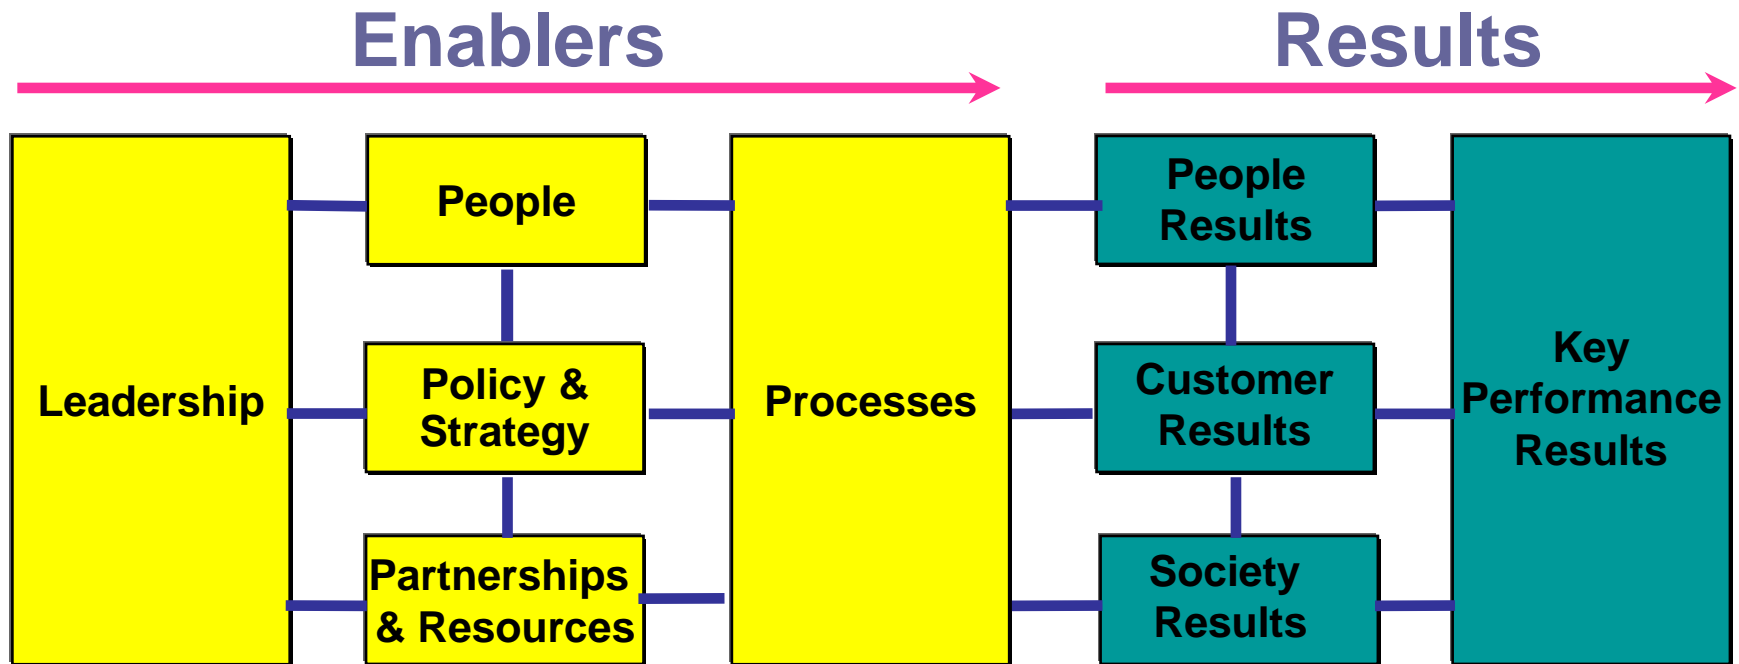 Enablers
Results
Leadership
People
Policy &
Strategy
Partnerships
& Resources
Processes
People
Results
Customer
Results
Society
Results
Key
Performance
Results